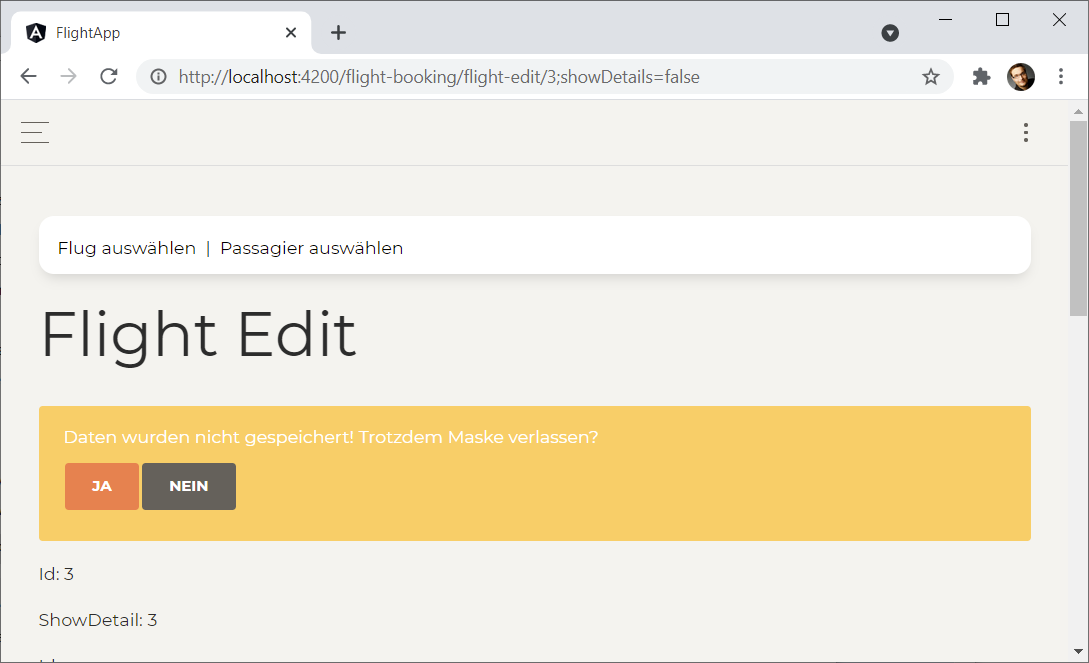 FlightApp
http://localhost:4200/flight-booking/flight-edit/3;showDetails=false
Flug auswählen | Passagier auswählen
Flight Edit
Daten wurden nicht gespeichert! Trotzdem Maske verlassen?
JA NEIN
Id: 3
ShowDetail: 3